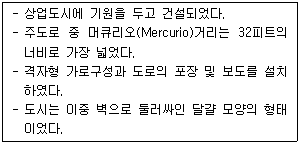 - 상업도시에 기원을 두고 건설되었다.
- 주도로 중 머큐리오(Mercurio)거리는 32피트의
너비로 가장 넓었다.
- 격자형 가로구성과 도로의 포장 및 보도를 설치
하였다.
- 도시는 이중 벽으로 둘러싸인 달걀 모양의 형태
이었다.